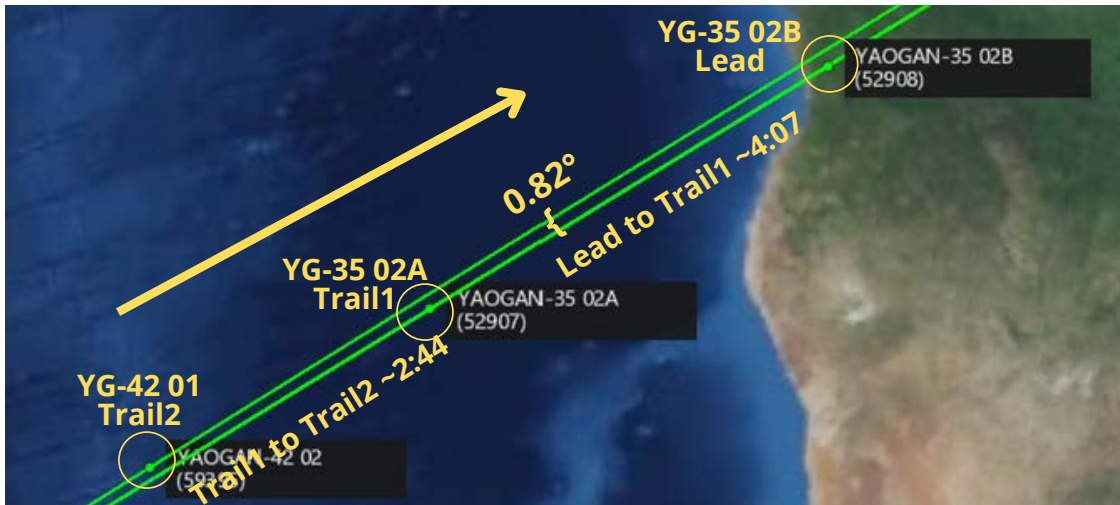 YG-35 02B
Lead
YAOGAN-35 02B
(52908)
0.82°
Lead to Trail1 ~4:07
YG-35 02A
Trail1
YAOGAN-35 02A
(52907)
Trail1 to Trail2 ~2:44
YG-42 01
Trail2
YAOGAN-42 02